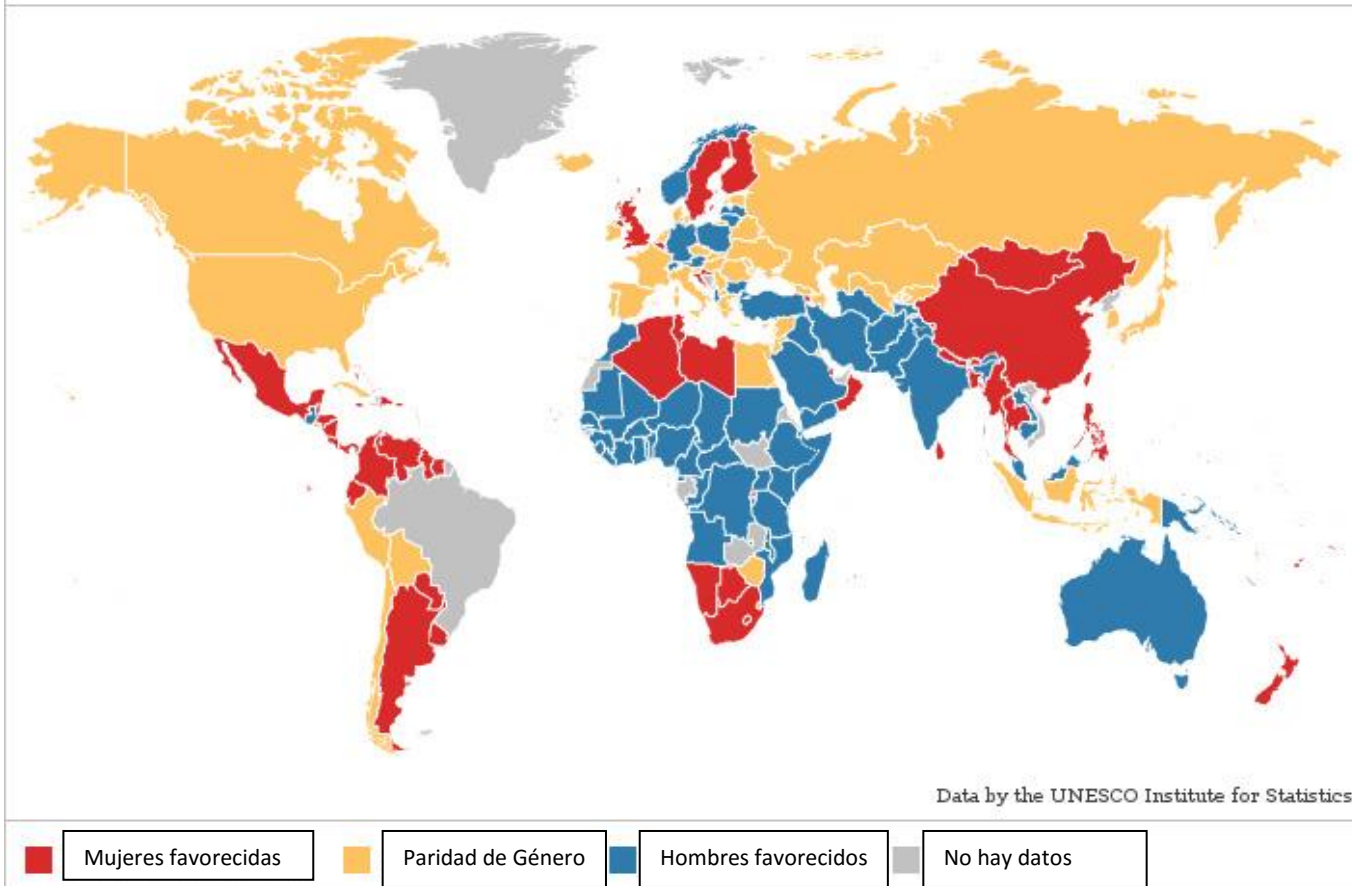 Data by the UNESCO Institute for Statistics
Mujeres favorecidas
Paridad de Género
Hombres favorecidos
No hay datos